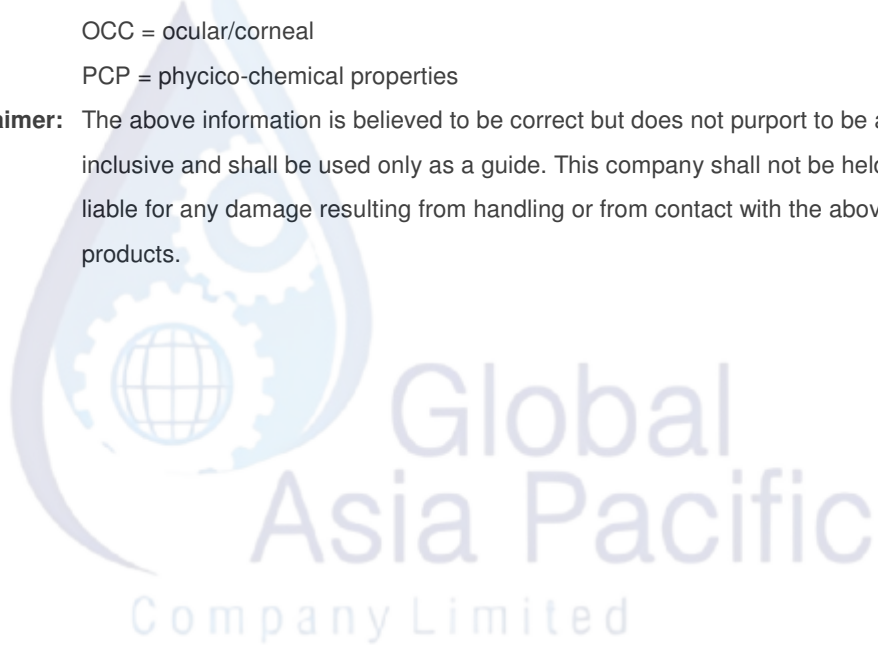 OCC = ocular/corneal
PCP = phycico-chemical properties
aimer: The above information is believed to be correct but does not purport to be a
inclusive and shall be used only as a guide. This company shall not be held
liable for any damage resulting from handling or from contact with the abov
products.
Global
Asia Pacific
Company Limited